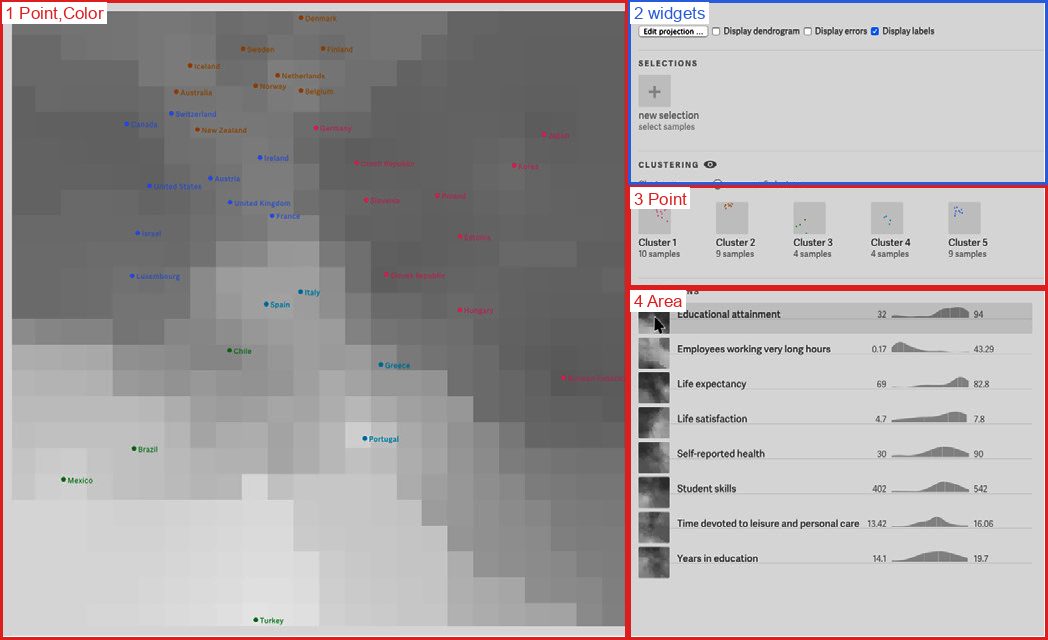 1 Point,Color
Denmark
Sweden
Finland
Iceland
Netherlands
Norway
Australia
Belgium
Switzerland
Canada
New Zealand
Germany
Japan
Ireland
Czech Republic
Korea
Austria
United States
Slovenia
Poland
United Kingdom
France
Israel
Estonia
Luxembourg
Slovak Republic
Italy
Spain
Hungary
Chile
Greece
Russian Federation
Portugal
Brazil
Mexico
Turkey
2 widgets
Edit projection ... Display dendrogram Display errors Display labels
SELECTIONS
+
new selection
select samples
CLUSTERING
3 Point
Cluster 1 Cluster 2 Cluster 3 Cluster 4 Cluster 5
10 samples 9 samples 4 samples 4 samples 9 samples
4 Area
Educational attainment 32 94
Employees working very long hours 0.17 43.29
Life expectancy 69 82.8
Life satisfaction 4.7 7.8
Self-reported health 30 90
Student skills 402 542
Time devoted to leisure and personal care 13.42 16.06
Years in education 14.1 19.7